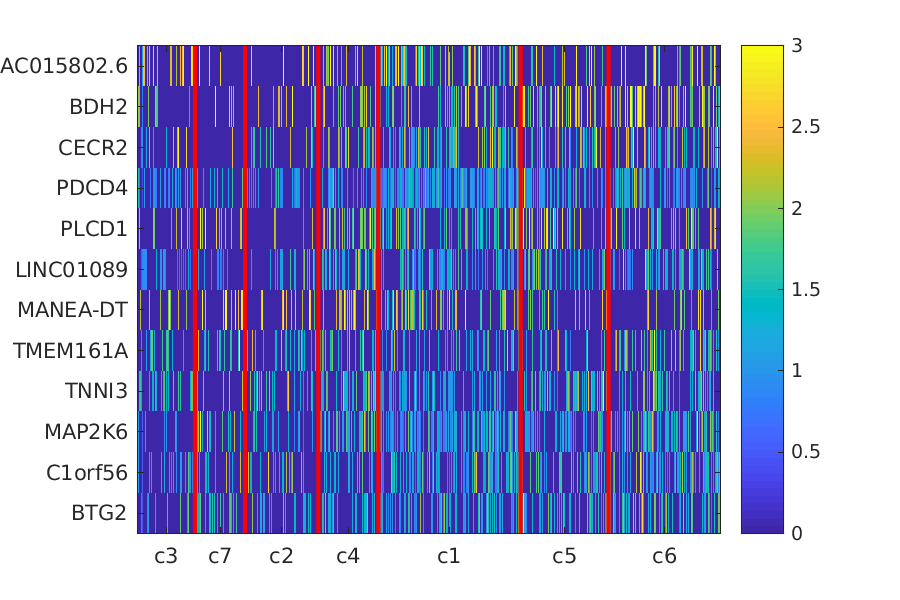 AC015802.6
BDH2
CECR2
PDCD4
PLCD1
LINC01089
MANEA-DT
TMEM161A
TNNI3
MAP2K6
C1orf56
BTG2
c3 c7 c2 c4 c1 c5 c6
3
2.5
2
1.5
1
0.5
0